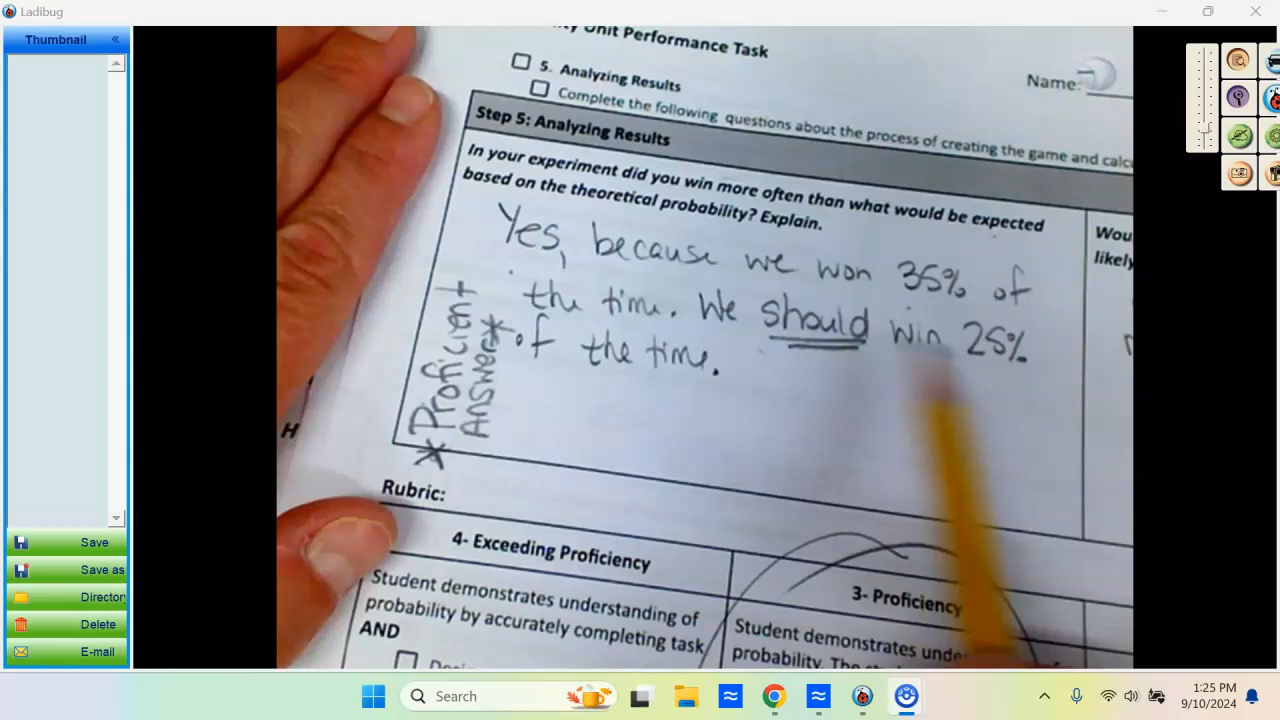 Ladibug
Thumbnail «
Unit Performance Task
Name:
5. Analyzing Results
Complete the following questions about the process of creating the game and calc
Step 5: Analyzing Results
In your experiment did you win more often than what would be expected
based on the theoretical probability? Explain.
Yes, because we won 35% of
the time. We should win 25%
of the time.
* Proficient
Answer*
Wou
likely
H
Rubric:
4- Exceeding Proficiency
Student demonstrates understanding of
probability by accurately completing task
AND
3- Proficiency
Student demonstrates unde
probability. The
Save
Save as
Director
Delete
E-mail
Search
1:25 PM
9/10/2024